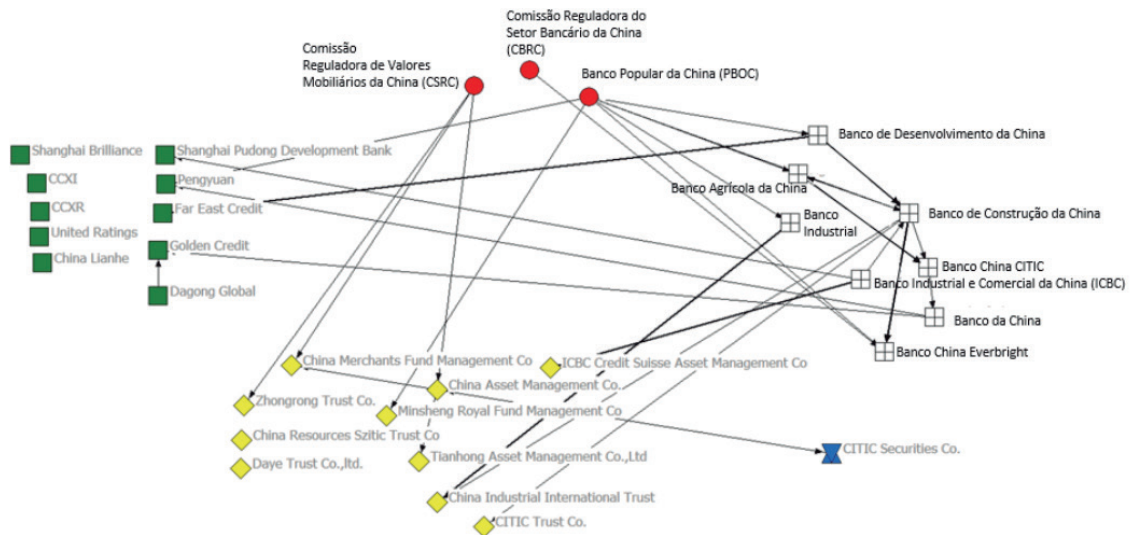 Comissão
Reguladora de Valores
Mobiliários da China (CSRC)
Comissão Reguladora do
Setor Bancário da China
(CBRC)
Banco Popular da China (PBOC)
Shanghai Brilliance
Shanghai Pudong Development Bank
CCXI
Pengyuan
CCXR
Far East Credit
United Ratings
Golden Credit
China Lianhe
Dagong Global
Banco de Desenvolvimento da China
Banco Agrícola da China
Banco
Industrial
Banco de Construção da China
Banco China CITIC
Banco Industrial e Comercial da China (ICBC)
Banco da China
Banco China Everbright
China Merchants Fund Management Co
ICBC Credit Suisse Asset Management Co
China Asset Management Co.
Zhongrong Trust Co.
Minsheng Royal Fund Management Co
China Resources Szitic Trust Co
Tianhong Asset Management Co.,Ltd
Daye Trust Co.,ltd.
CITIC Securities Co.
China Industrial International Trust
CITIC Trust Co.